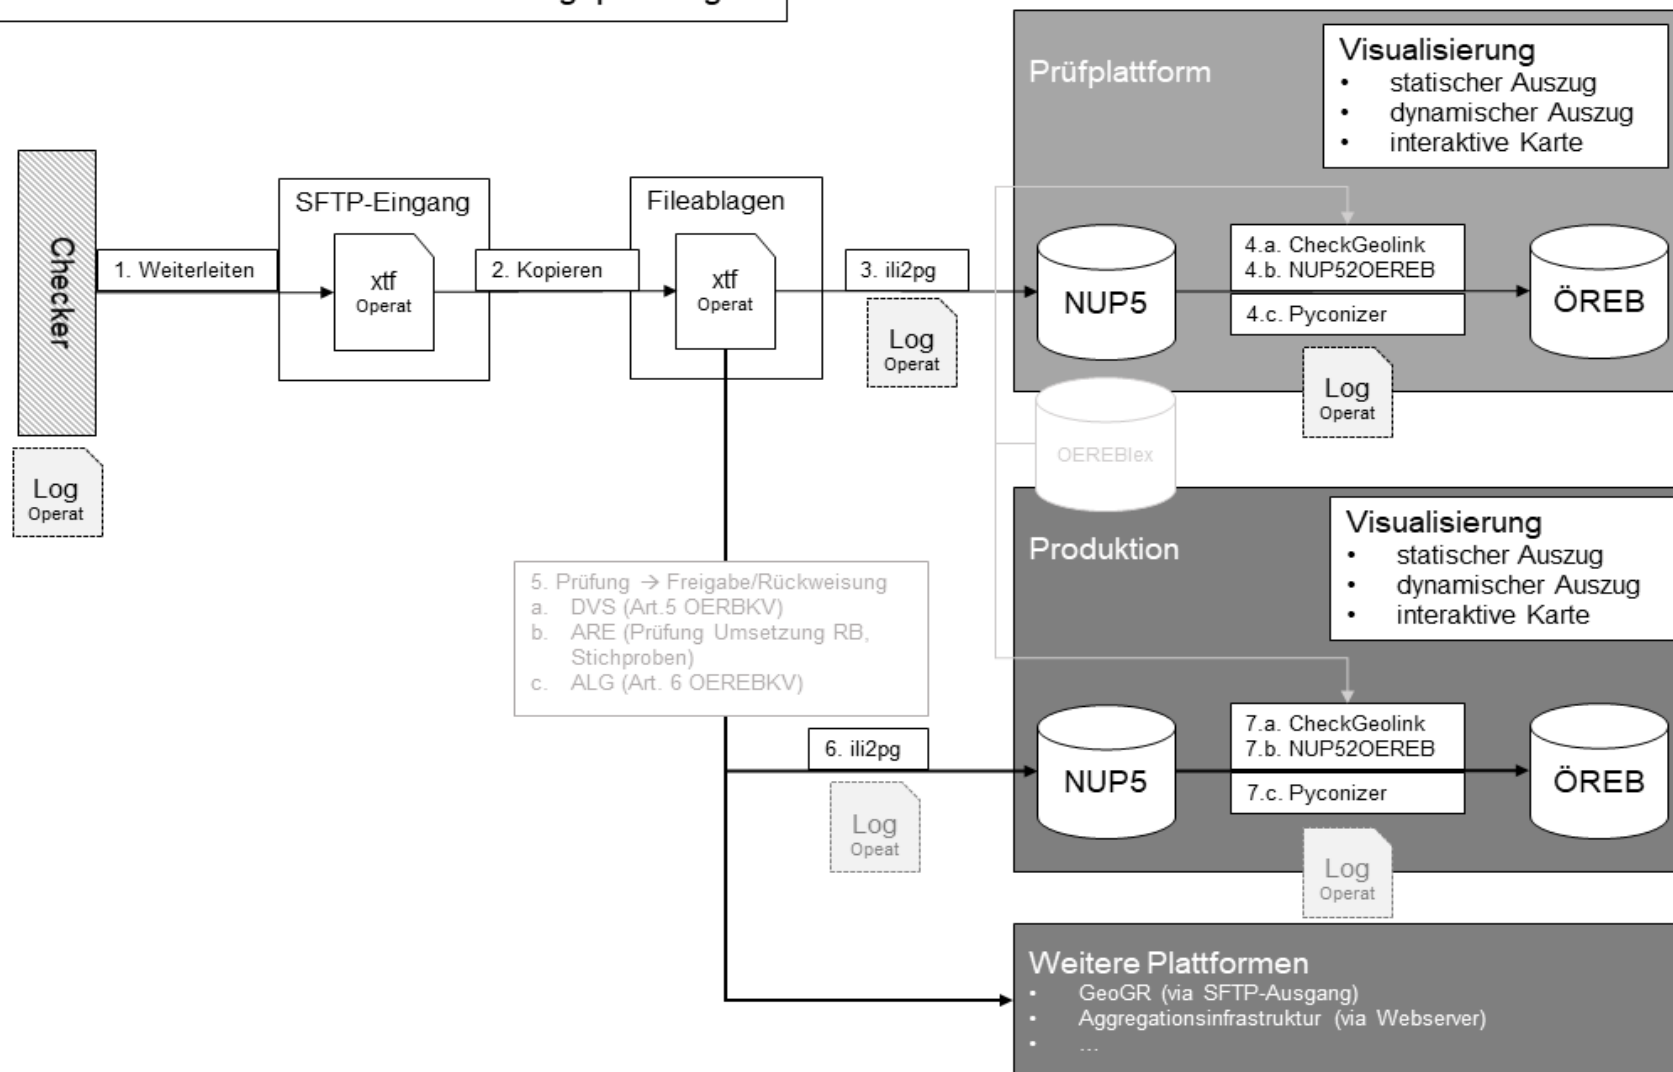 Prüfplattform
Visualisierung
• statischer Auszug
• dynamischer Auszug
• interaktive Karte
Checker
SFTP-Eingang
Fileablagen
1. Weiterleiten
xtf
Operat
2. Kopieren
xtf
Operat
3. ili2pg
Log
Operat
NUP5
4.a. CheckGeolink
4.b. NUP52OEREB
4.c. Pyconizer
ÖREB
Log
Operat
Log
Operat
OEREBlex
Produktion
Visualisierung
• statischer Auszug
• dynamischer Auszug
• interaktive Karte
5. Prüfung → Freigabe/Rückweisung
a. DVS (Art.5 OERBKV)
b. ARE (Prüfung Umsetzung RB,
Stichproben)
c. ALG (Art. 6 OEREBKV)
6. ili2pg
Log
Opeat
NUP5
7.a. CheckGeolink
7.b. NUP52OEREB
7.c. Pyconizer
ÖREB
Log
Operat
Weitere Plattformen
• GeoGR (via SFTP-Ausgang)
• Aggregationsinfrastruktur (via Webserver)
• ...